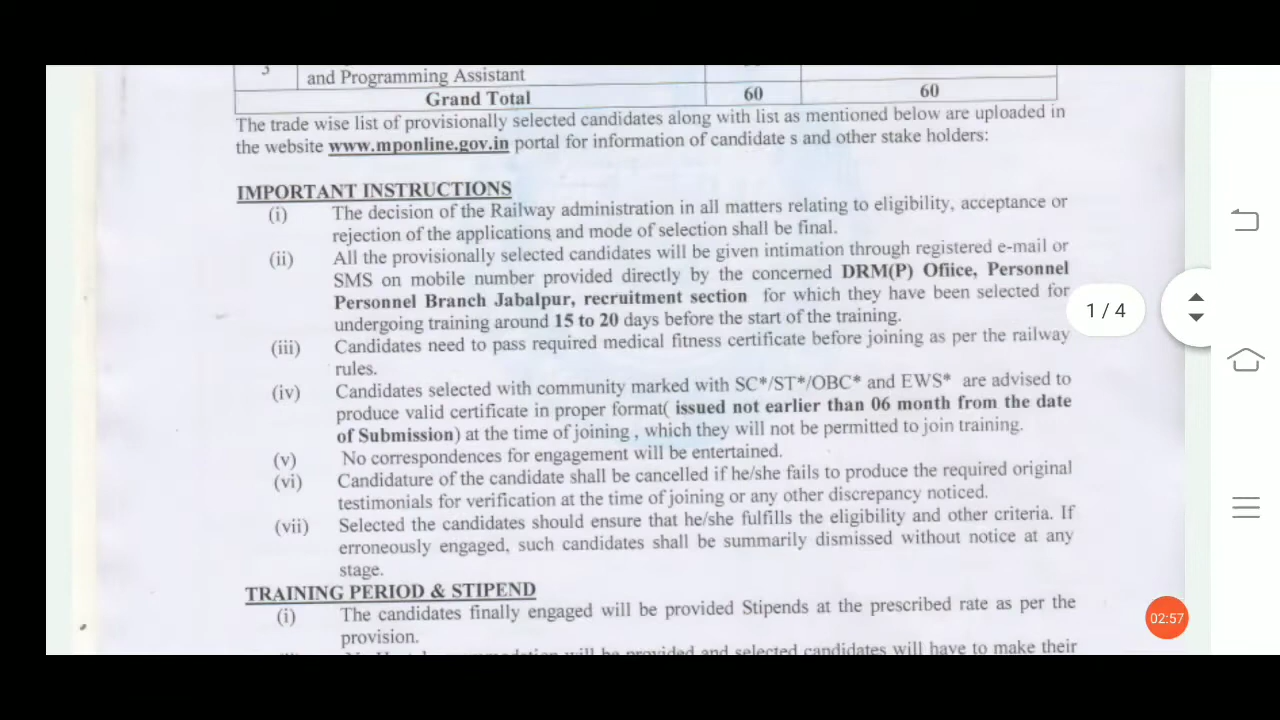 and Programming Assistant
Grand Total 60 60
The trade wise list of provisionally selected candidates along with list as mentioned below are uploaded in
the website www.mponline.gov.in portal for information of candidate s and other stake holders:
IMPORTANT INSTRUCTIONS
(i) The decision of the Railway administration in all matters relating to eligibility, acceptance or
rejection of the applications and mode of selection shall be final.
(ii) All the provisionally selected candidates will be given intimation through registered e-mail or
SMS on mobile number provided directly by the concerned DRM(P) Ofiice, Personnel
Personnel Branch Jabalpur, recruitment section for which they have been selected for
undergoing training around 15 to 20 days before the start of the training.
1 / 4
(iii) Candidates need to pass required medical fitness certificate before joining as per the railway
rules.
(iv) Candidates selected with community marked with SC*/ST*/OBC* and EWS* are advised to
produce valid certificate in proper format( issued not earlier than 06 month from the date
of Submission) at the time of joining , which they will not be permitted to join training.
(v) No correspondences for engagement will be entertained.
(vi) Candidature of the candidate shall be cancelled if he/she fails to produce the required original
testimonials for verification at the time of joining or any other discrepancy noticed.
(vii) Selected the candidates should ensure that he/she fulfills the eligibility and other criteria. If
erroneously engaged, such candidates shall be summarily dismissed without notice at any
stage.
TRAINING PERIOD & STIPEND
(i) The candidates finally engaged will be provided Stipends at the prescribed rate as per the
provision.
02:57
will be provided and selected candidates will have to make their